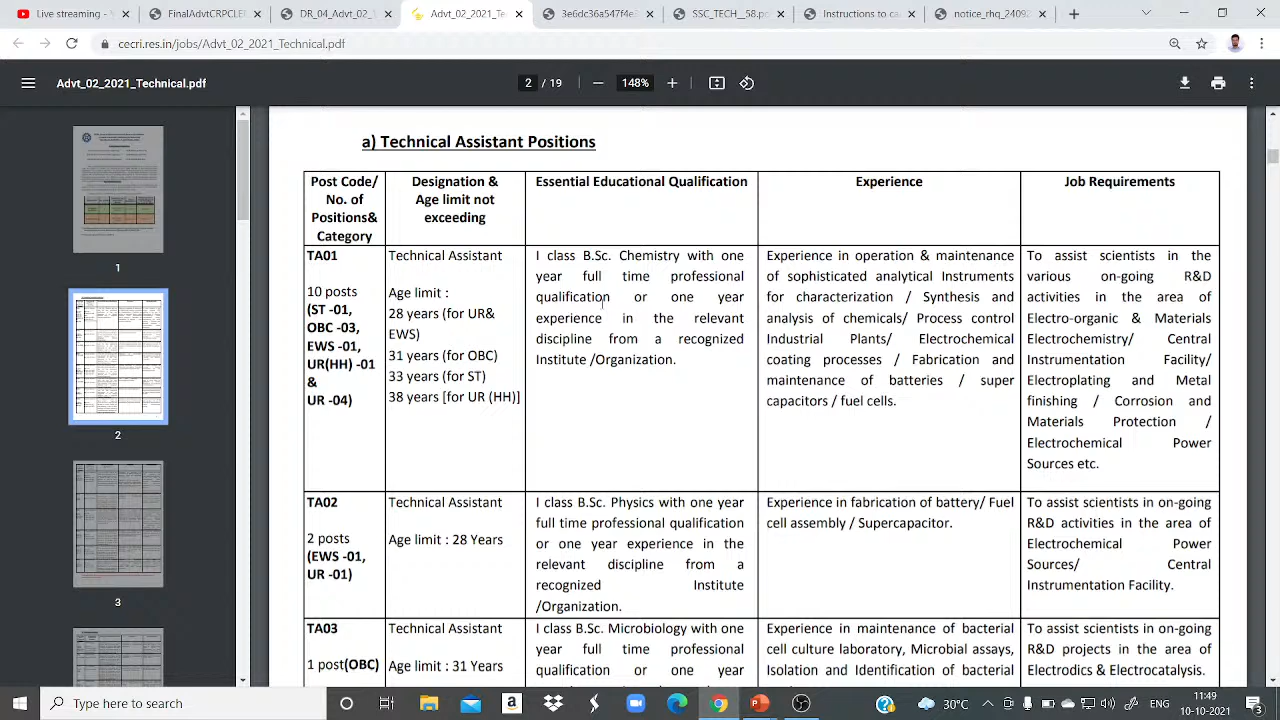 Live streaming -
FinalAdvtCRPCLE
DR_04_Advt_12.1
Advt_02_2021_Te
3e6dc36a547f4e
SSC
1_58.pd
Instructions to ca
notice_rhq_2409
cecri.res.in/jobs/Advt_02_2021_Technical.pdf
Advt_02_2021_Technical.pdf
2 / 19
148%
1
2
3
a) Technical Assistant Positions
Post Code/
No. of
Positions&
Category
Designation &
Age limit not
exceeding
Essential Educational Qualification
Experience
Job Requirements
TA01
10 posts
(ST -01,
OBC -03,
EWS -01,
UR(HH) -01
&
UR -04)
Technical Assistant
Age limit :
28 years (for UR&
EWS)
31 years (for OBC)
33 years (for ST)
38 years [for UR (HH)]
I class B.Sc. Chemistry with one
year full time professional
qualification or one year
experience in the relevant
discipline from a recognized
Institute /Organization.
Experience in operation & maintenance
of sophisticated analytical Instruments
for Characterization / Synthesis and
analysis of chemicals/ Process control
Industrial Plants/ Electrochemical
coating processes / Fabrication and
maintenance of batteries / super
capacitors / fuel cells.
To assist scientists in the
various on-going R&D
activities in the area of
Electro-organic & Materials
Electrochemistry/ Central
Instrumentation Facility/
Electroplating and Metal
finishing / Corrosion and
Materials Protection /
Electrochemical Power
Sources etc.
TA02
2 posts
(EWS -01,
UR -01)
Technical Assistant
Age limit : 28 Years
I class B.Sc. Physics with one year
full time professional qualification
or one year experience in the
relevant discipline from a
recognized Institute
/Organization.
Experience in fabrication of battery/ Fuel
cell assembly / Supercapacitor.
To assist scientists in on-going
R&D activities in the area of
Electrochemical Power
Sources/ Central
Instrumentation Facility.
TA03
1 post(OBC)
Technical Assistant
Age limit : 31 Years
I class B.Sc. Microbiology with one
year full time professional
qualification or one year
Experience in maintenance of bacterial
cell culture laboratory, Microbial assays,
Isolation and Identification of bacterial
To assist scientists in on-going
R&D projects in the area of
Electrodics & Electrocatalysis.
Type here to search
ENG
11:49
10-10-2021